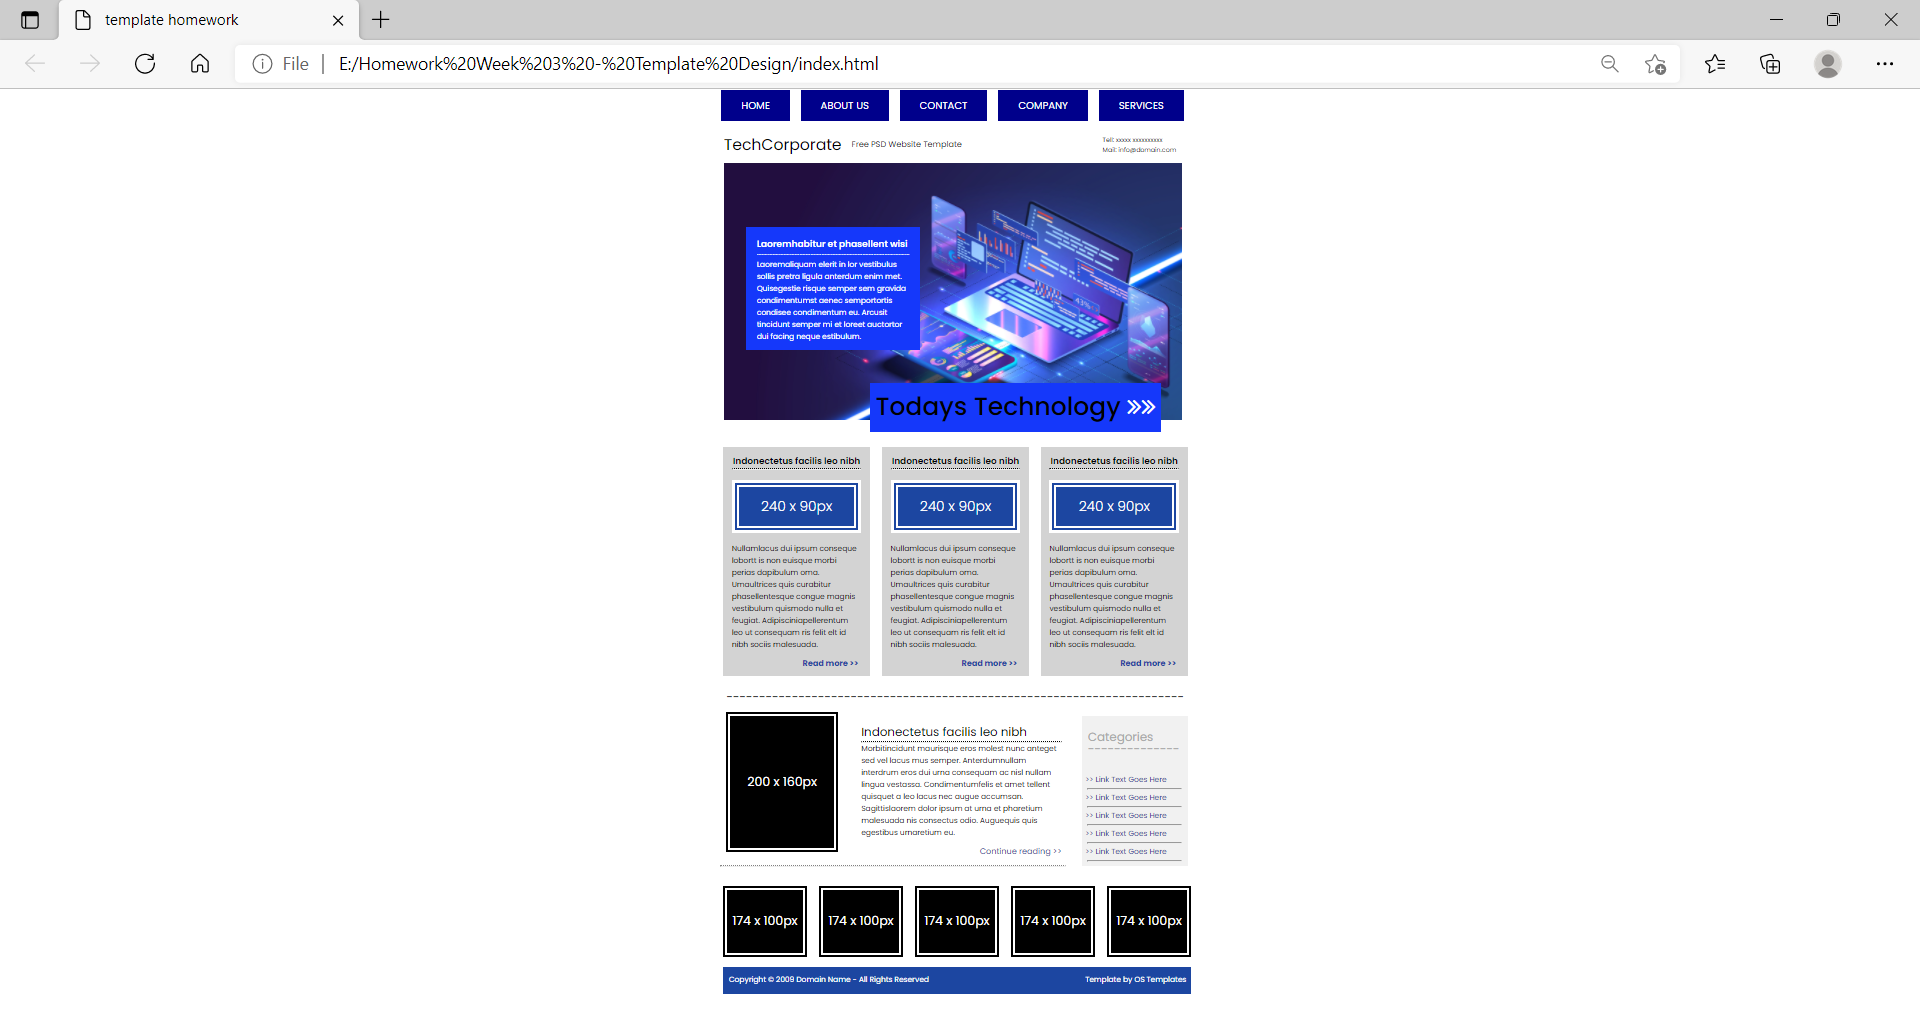 template homework
File
E:/Homework%20Week%203%20-%20Template%20Design/index.html
HOME
ABOUT US
CONTACT
COMPANY
SERVICES
TechCorporate
Free PSD Website Template
Tell: xxxxx xxxxxxxxxx
Mail: info@domain.com
Laoremhabitur et phasellent wisi
Laoremaliquam elerit in lor vestibulus
sollis pretra ligula anterdum enim met.
Quisegestie risque semper sem gravida
condimentumst aenec semportortis
condisee condimentum eu. Arcusit
tincidunt semper mi et loreet auctortor
dui facing neque estibulum.
43%
Todays Technology
Indonectetus facilis leo nibh
240 x 90px
Nullamlacus dui ipsum conseque
lobortt is non euisque morbi
perias dapibulum orna.
Urnaultrices quis curabitur
phasellentesque congue magnis
vestibulum quismodo nulla et
feugiat. Adipisciniapellerentum
leo ut consequam ris felit elt id
nibh sociis malesuada.
Read more >>
Indonectetus facilis leo nibh
240 x 90px
Nullamlacus dui ipsum conseque
lobortt is non euisque morbi
perias dapibulum orna.
Urnaultrices quis curabitur
phasellentesque congue magnis
vestibulum quismodo nulla et
feugiat. Adipisciniapellerentum
leo ut consequam ris felit elt id
nibh sociis malesuada.
Read more >>
Indonectetus facilis leo nibh
240 x 90px
Nullamlacus dui ipsum conseque
lobortt is non euisque morbi
perias dapibulum orna.
Urnaultrices quis curabitur
phasellentesque congue magnis
vestibulum quismodo nulla et
feugiat. Adipisciniapellerentum
leo ut consequam ris felit elt id
nibh sociis malesuada.
Read more >>
200 x 160px
Indonectetus facilis leo nibh
Morbitincidunt maurisque eros molest nunc anteget
sed vel lacus mus semper. Anterdumnullam
interdrum eros dui urna consequam ac nisl nullam
lingua vestassa. Condimentumfelis et amet tellent
quisquet a leo lacus nec augue accumsan.
Sagittislaorem dolor ipsum at urna et pharetium
malesuada nis consectus odio. Auguequis quis
egestibus urnaretium eu.
Continue reading >>
Categories
>> Link Text Goes Here
>> Link Text Goes Here
>> Link Text Goes Here
>> Link Text Goes Here
>> Link Text Goes Here
174 x 100px
174 x 100px
174 x 100px
174 x 100px
174 x 100px
Copyright © 2009 Domain Name - All Rights Reserved
Template by OS Templates